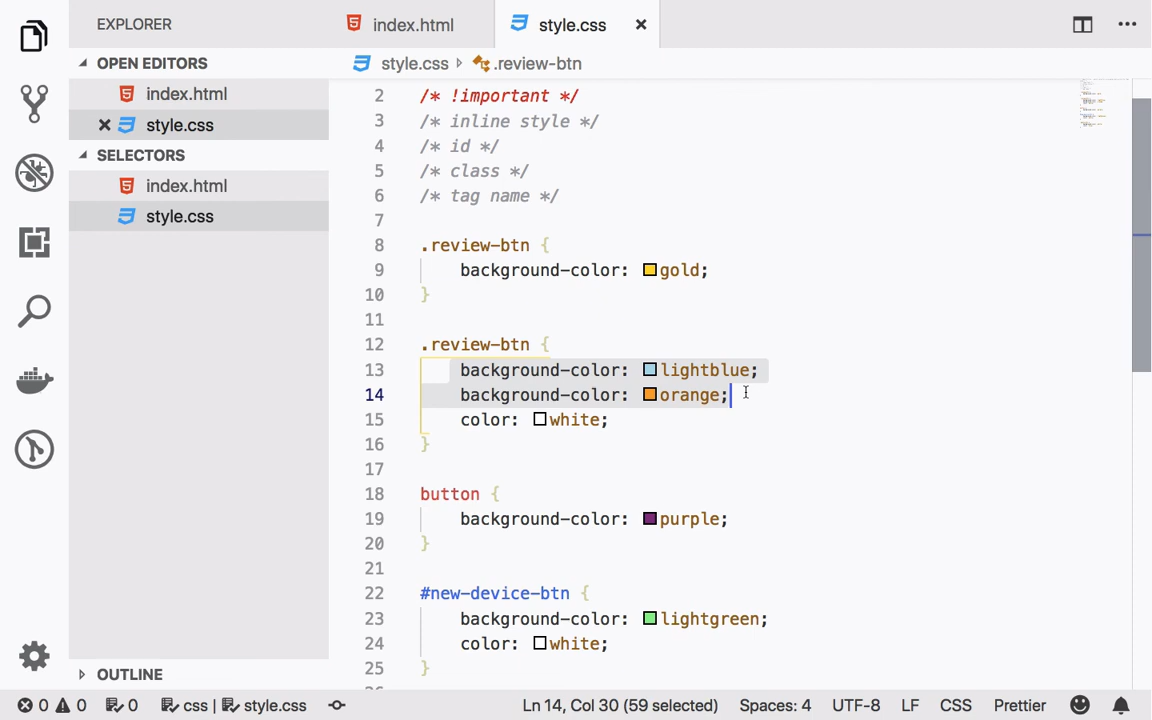 EXPLORER
index.html
style.css
OPEN EDITORS
style.css .review-btn
index.html
style.css
SELECTORS
index.html
style.css
2 /* !important */
3 /* inline style */
4 /* id */
5 /* class */
6 /* tag name */
7
8 .review-btn {
9 background-color: gold;
10 }
11
12 .review-btn {
13 background-color: lightblue;
14 background-color: orange;
15 color: white;
16 }
17
18 button {
19 background-color: purple;
20 }
21
22 #new-device-btn {
23 background-color: lightgreen;
24 color: white;
25 }
OUTLINE
0 0 0 css | style.css Ln 14, Col 30 (59 selected) Spaces: 4 UTF-8 LF CSS Prettier